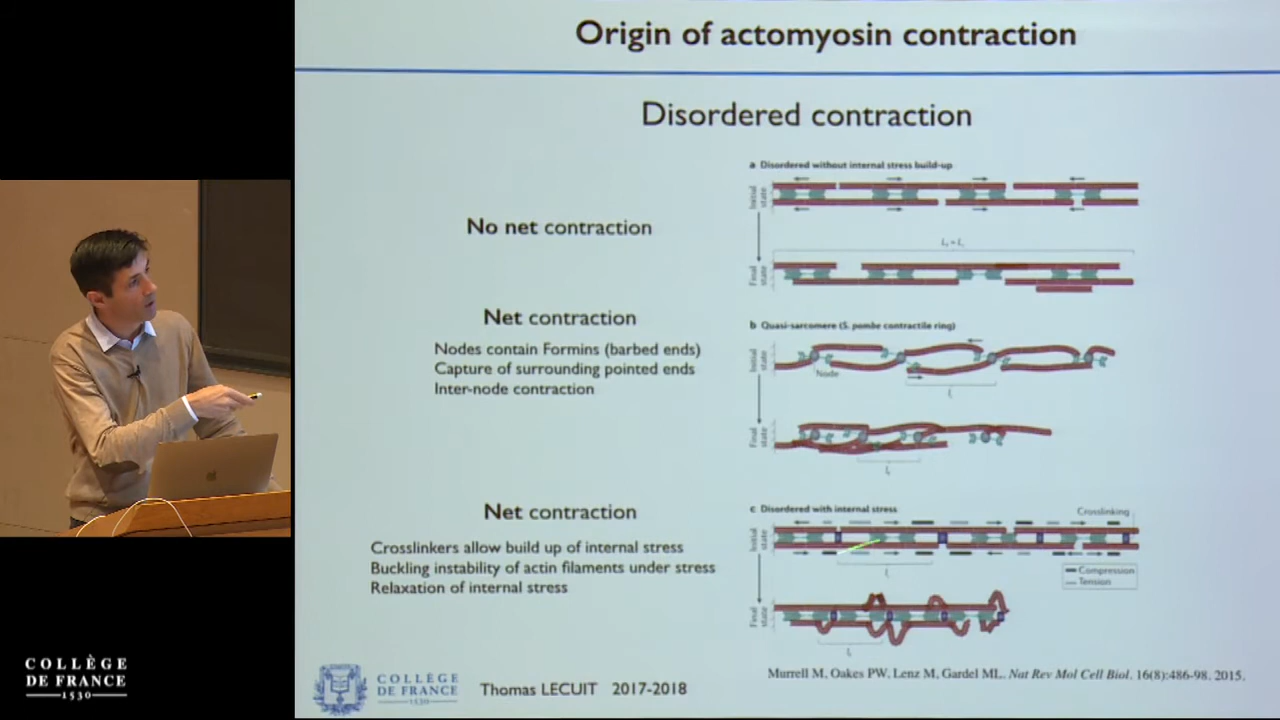 Origin of actomyosin contraction
Disordered contraction
a Disordered without internal stress build-up
Initial
state
No net contraction
Final
state
Net contraction
Nodes contain Formins (barbed ends)
Capture of surrounding pointed ends
Inter-node contraction
b Quasi-sarcomere (S. pombe contractile ring)
Initial
state
Node
Final
state
Net contraction
Crosslinkers allow build up of internal stress
Buckling instability of actin filaments under stress
Relaxation of internal stress
c Disordered with internal stress
Crosslinking
Initial
state
Compression
Tension
Final
state
Murrell M, Oakes PW, Lenz M, Gardel ML. Nat Rev Mol Cell Biol. 16(8):486-98. 2015.
COLLÈGE
DE FRANCE
Thomas LECUIT 2017-2018
COLLÈGE
DE FRANCE
1530